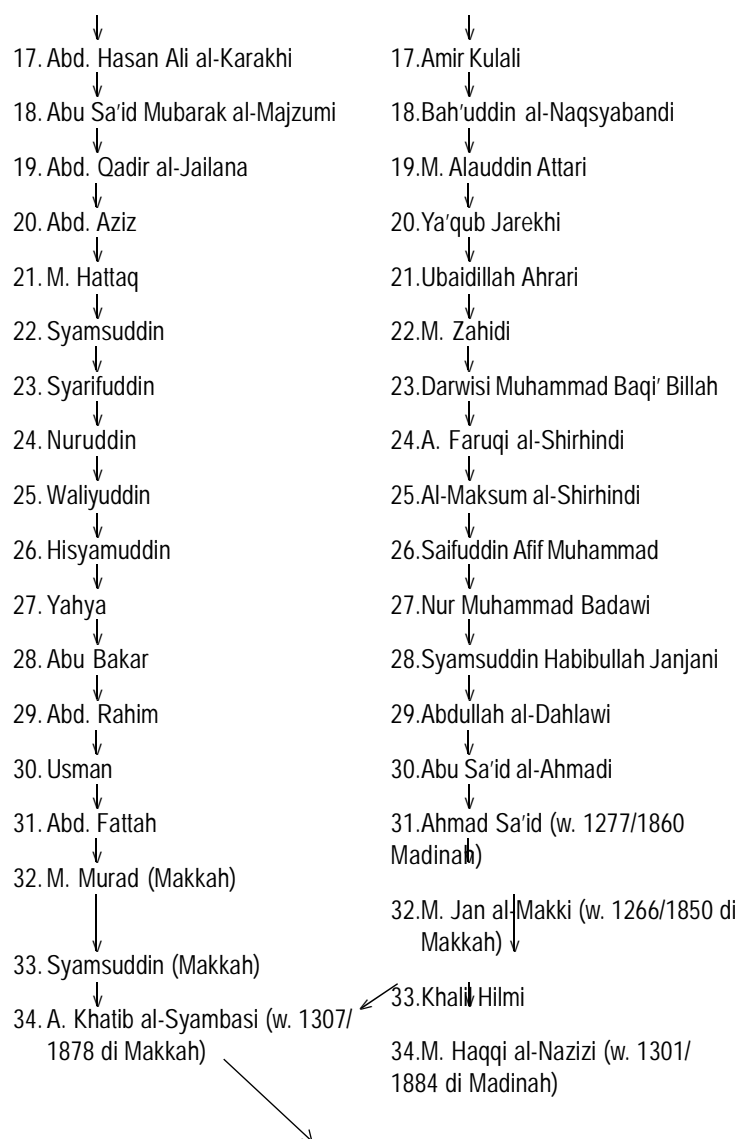 17. Abd. Hasan Ali al-Karakhi
18. Abu Sa'id Mubarak al-Majzumi
19. Abd. Qadir al-Jailana
20. Abd. Aziz
21. M. Hattaq
22. Syamsuddin
23. Syarifuddin
24. Nuruddin
25. Waliyuddin
26. Hisyamuddin
27. Yahya
28. Abu Bakar
29. Abd. Rahim
30. Usman
31. Abd. Fattah
32. M. Murad (Makkah)
33. Syamsuddin (Makkah)
34. A. Khatib al-Syambasi (w. 1307/
1878 di Makkah)
17.Amir Kulali
18.Bah'uddin al-Naqsyabandi
19.M. Alauddin Attari
20.Ya'qub Jarekhi
21.Ubaidillah Ahrari
22.M. Zahidi
23.Darwisi Muhammad Baqi' Billah
24.A. Faruqi al-Shirhindi
25.Al-Maksum al-Shirhindi
26.Saifuddin Afif Muhammad
27.Nur Muhammad Badawi
28.Syamsuddin Habibullah Janjani
29.Abdullah al-Dahlawi
30.Abu Sa'id al-Ahmadi
31.Ahmad Sa'id (w. 1277/1860
Madinah)
32.M. Jan al-Makki (w. 1266/1850 di
Makkah)
33.Khalil Hilmi
34.M. Haqqi al-Nazizi (w. 1301/
1884 di Madinah)